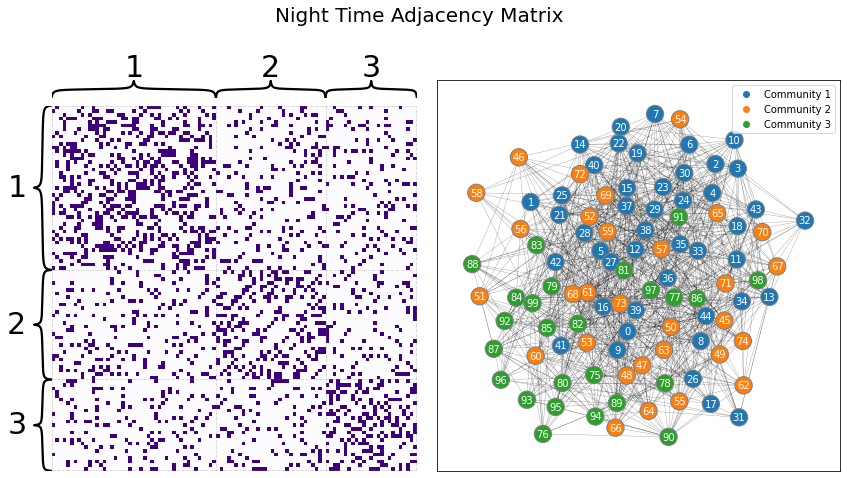 Night Time Adjacency Matrix
1 2 3
1
2
3
Community 1
Community 2
Community 3
7
54
20
10
14 22 6
19
46
40 2 3
72 30
58 15 23 4
25 69 24
1 37 29 43
21 52 91 65 32
56 28 59 38 18 70
83 35
5 12 57 33
42 27 11
88 81 67
36 98
79 97 71
51 84 68 61 77 86 13
99 73 34
16 39 44
92 82 45
85 0 50
41 53 8 74
87 9 63 49
60 47
96 75 48 26
80 78 62
93 95 89 55 17
94 64 31
76 66 90